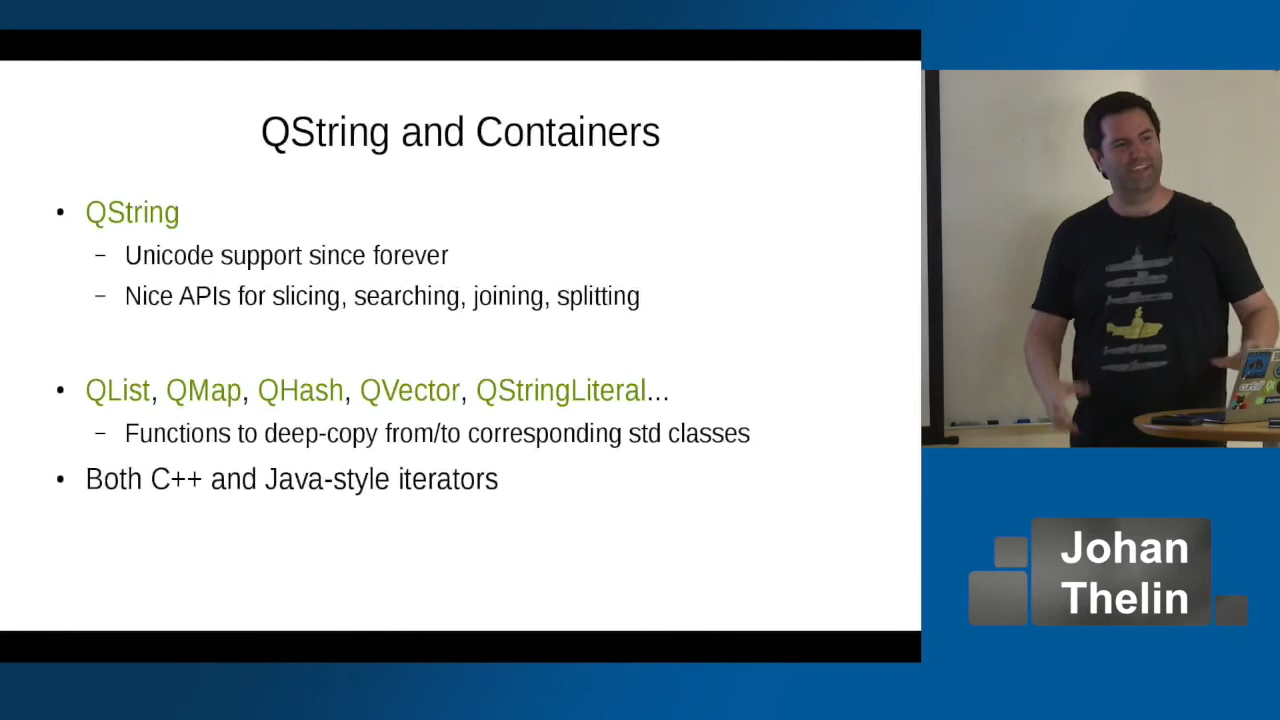 QString and Containers
• QString
– Unicode support since forever
– Nice APIs for slicing, searching, joining, splitting
• QList, QMap, QHash, QVector, QStringLiteral...
– Functions to deep-copy from/to corresponding std classes
• Both C++ and Java-style iterators
Johan
Thelin